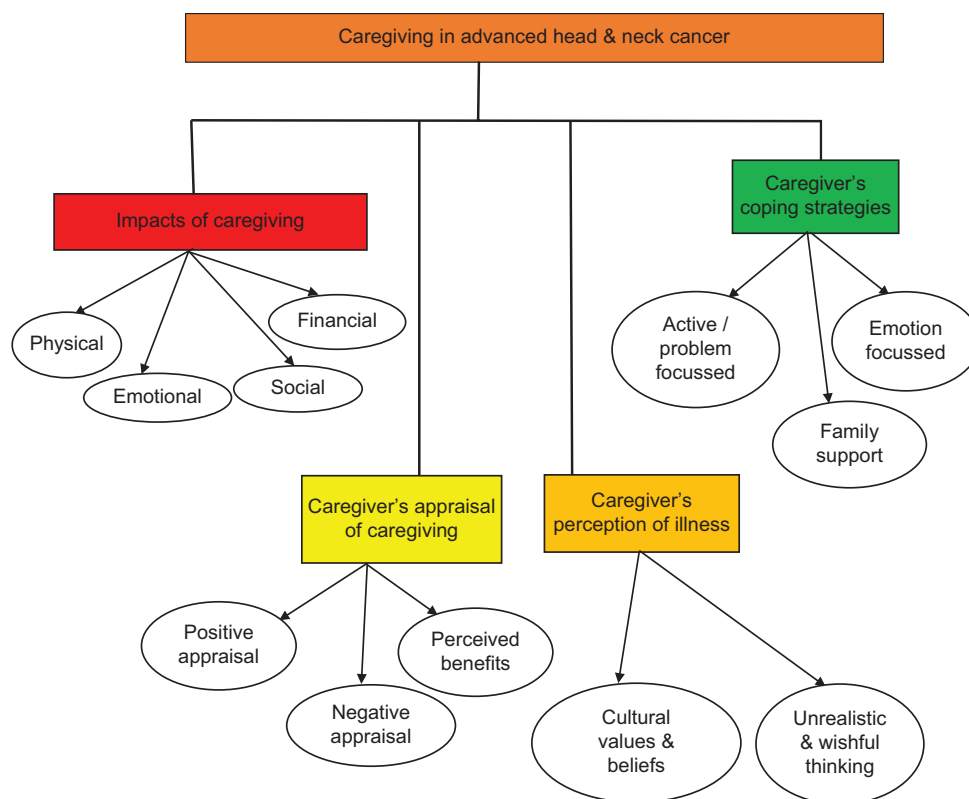 Caregiving in advanced head & neck cancer
Impacts of caregiving
Physical
Emotional
Social
Financial
Caregiver's appraisal
of caregiving
Positive
appraisal
Negative
appraisal
Perceived
benefits
Caregiver's
perception of illness
Cultural
values &
beliefs
Unrealistic
& wishful
thinking
Caregiver's
coping strategies
Active /
problem
focussed
Family
support
Emotion
focussed